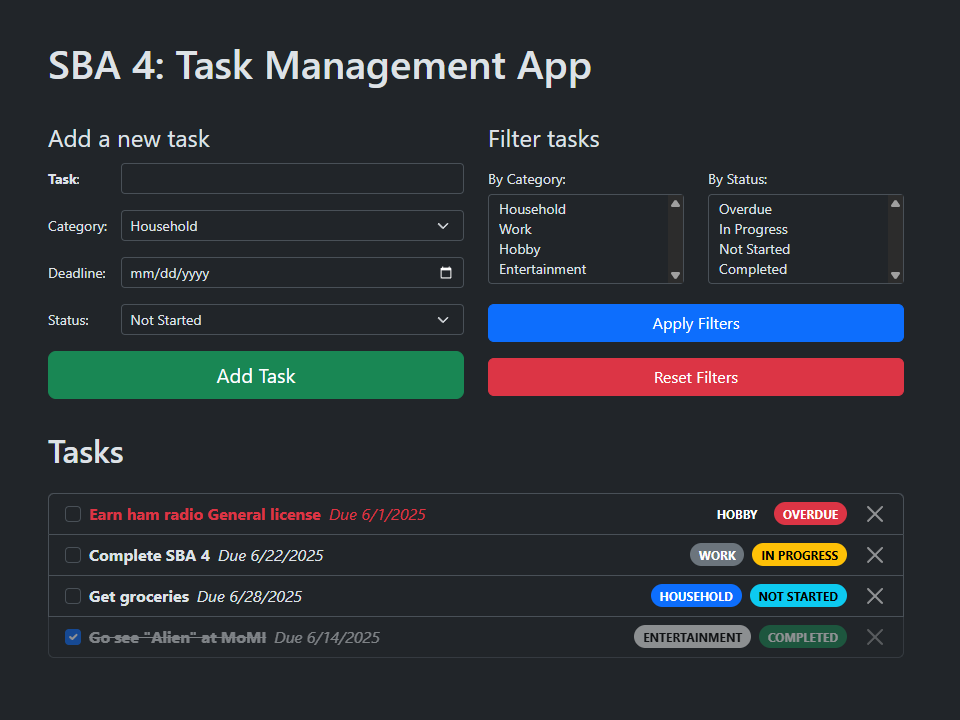 SBA 4: Task Management App
Add a new task
Task:
Category: Household
Deadline: mm/dd/yyyy
Status: Not Started
Add Task
Filter tasks
By Category:
Household
Work
Hobby
Entertainment
By Status:
Overdue
In Progress
Not Started
Completed
Apply Filters
Reset Filters
Tasks
Earn ham radio General license Due 6/1/2025 HOBBY OVERDUE
Complete SBA 4 Due 6/22/2025 WORK IN PROGRESS
Get groceries Due 6/28/2025 HOUSEHOLD NOT STARTED
Go see "Alien" at MoMI Due 6/14/2025 ENTERTAINMENT COMPLETED